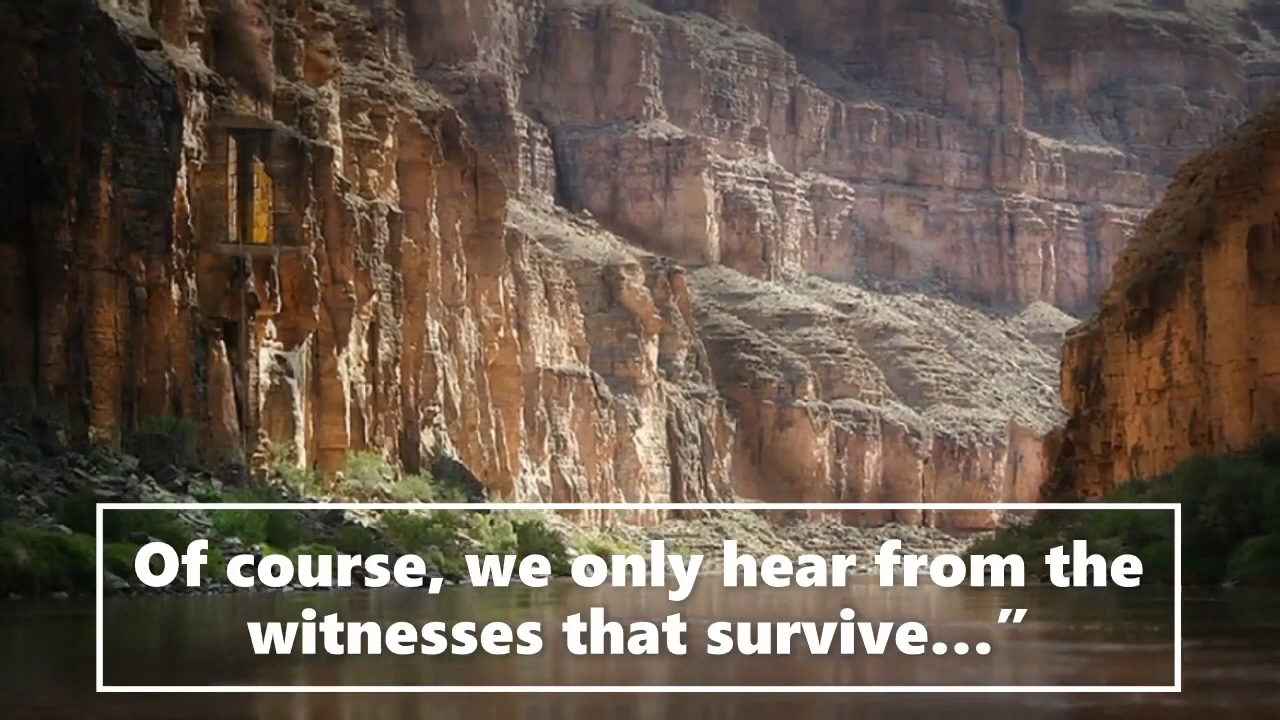 Of course, we only hear from the
witnesses that survive...”